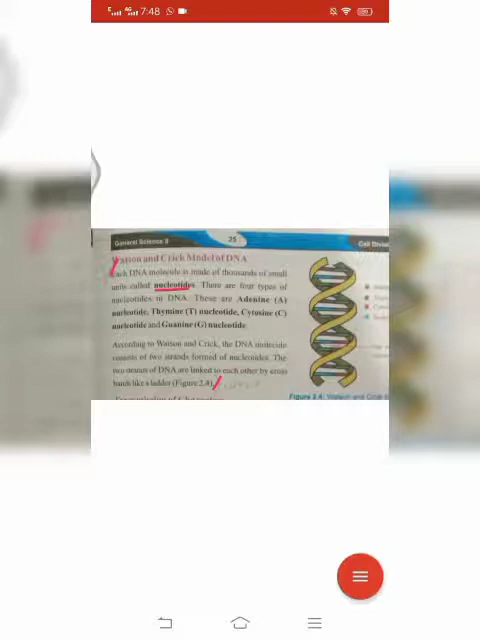 7:48
General Science 8
25
Cell Divi
Watson and Crick Model of DNA
Each DNA molecule is made of thousands of small
units called nucleotides. There are four types of
nucleotides in DNA. These are Adenine (A)
nucleotide, Thymine (T) nucleotide, Cytosine (C)
nucleotide and Guanine (G) nucleotide.
According to Watson and Crick, the DNA molecule
consists of two strands formed of nucleotides. The
two strands of DNA are linked to each other by cross
bands like a ladder (Figure 2.4)
Figure 2.4: Watson and Crick